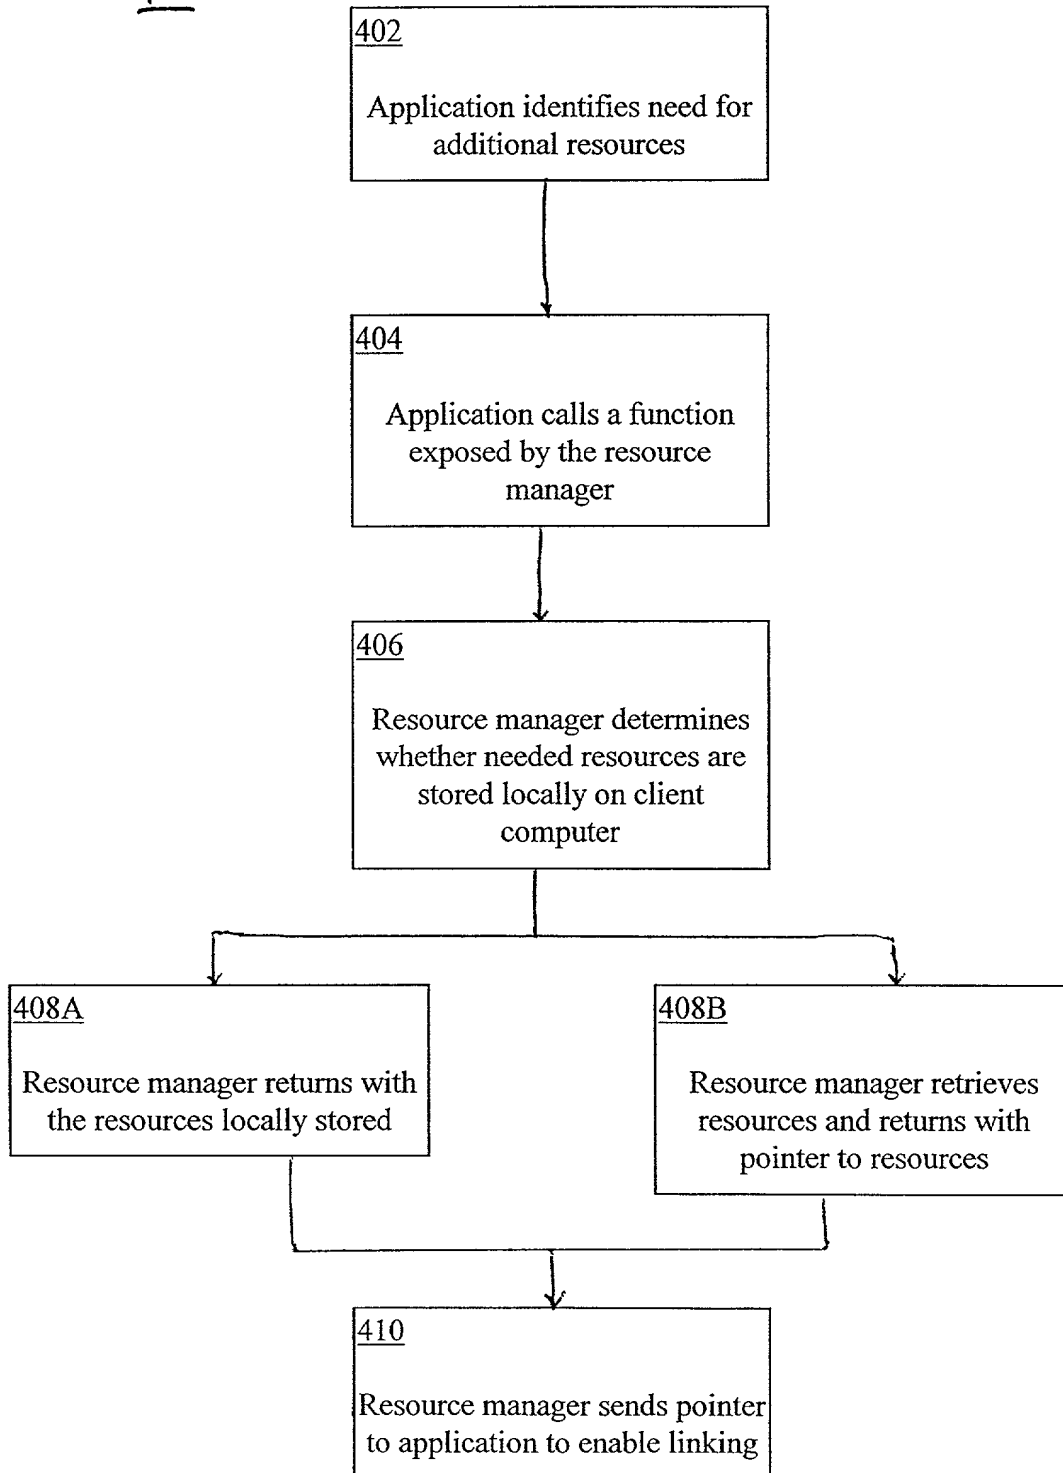 402
Application identifies need for
additional resources
404
Application calls a function
exposed by the resource
manager
406
Resource manager determines
whether needed resources are
stored locally on client
computer
408A
Resource manager returns with
the resources locally stored
408B
Resource manager retrieves
resources and returns with
pointer to resources
410
Resource manager sends pointer
to application to enable linking